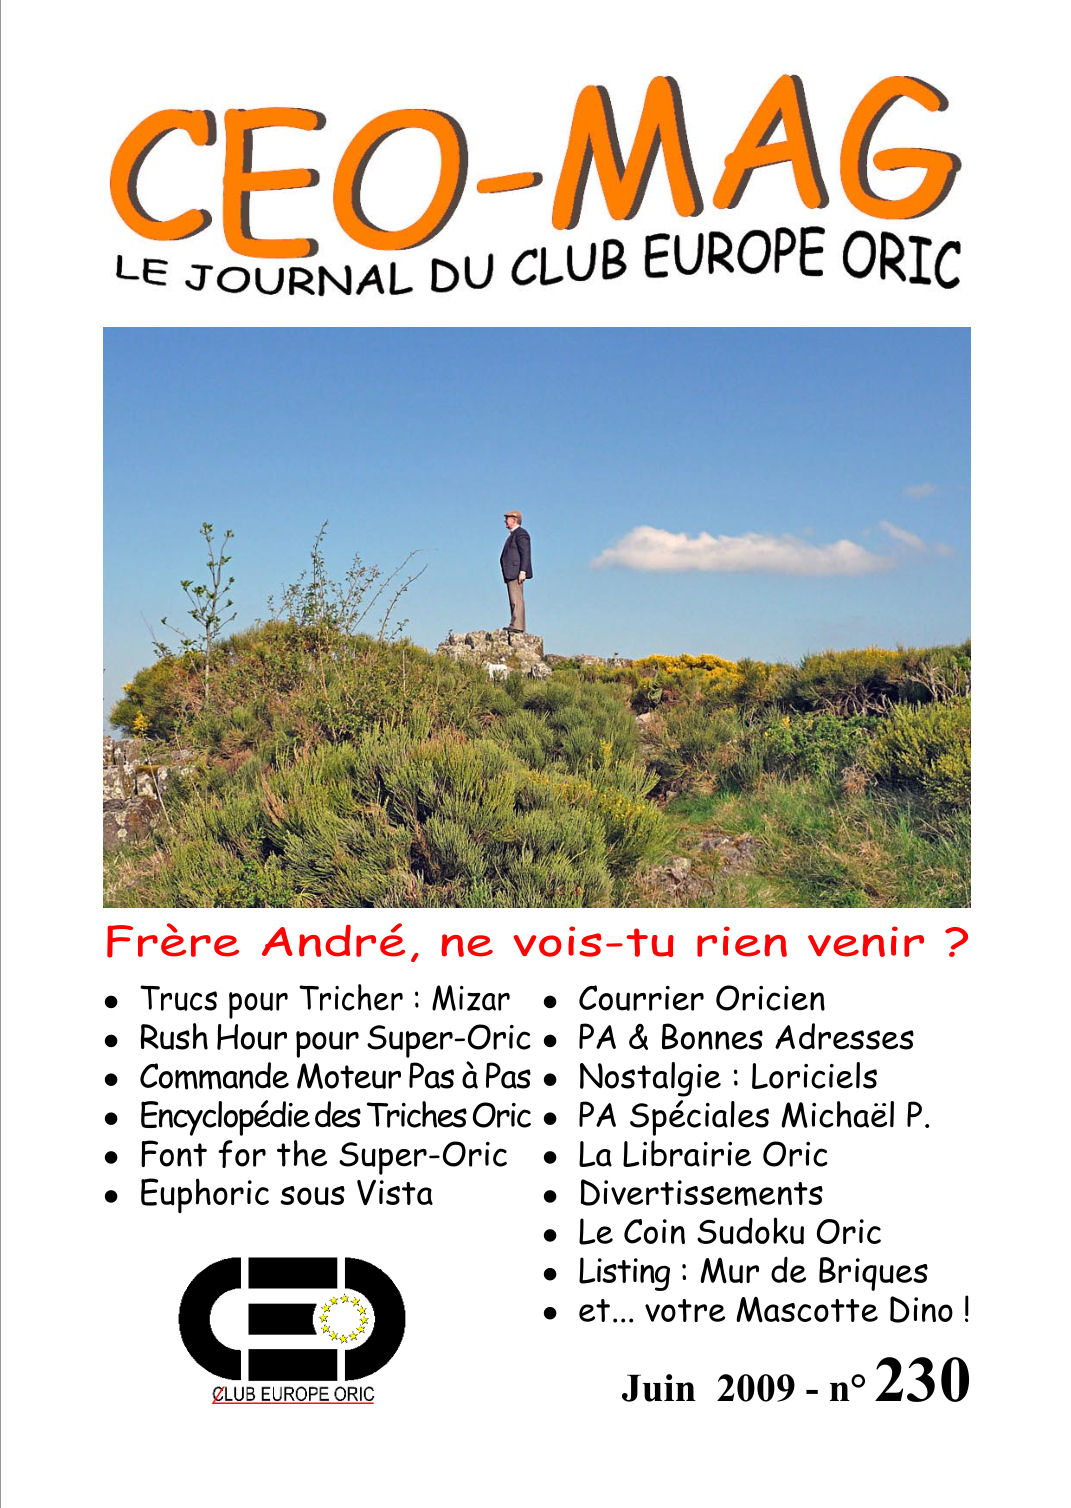 CEO-MAG
LE JOURNAL DU CLUB EUROPE ORIC
Frère André, ne vois-tu rien venir ?
● Trucs pour Tricher : Mizar
● Rush Hour pour Super-Oric
● Commande Moteur Pas à Pas
● Encyclopédie des Triches Oric
● Font for the Super-Oric
● Euphoric sous Vista
● Courrier Oricien
● PA & Bonnes Adresses
● Nostalgie : Loriciels
● PA Spéciales Michaël P.
● La Librairie Oric
● Divertissements
● Le Coin Sudoku Oric
● Listing : Mur de Briques
● et... votre Mascotte Dino !
CEO
CLUB EUROPE ORIC
Juin 2009 - n° 230